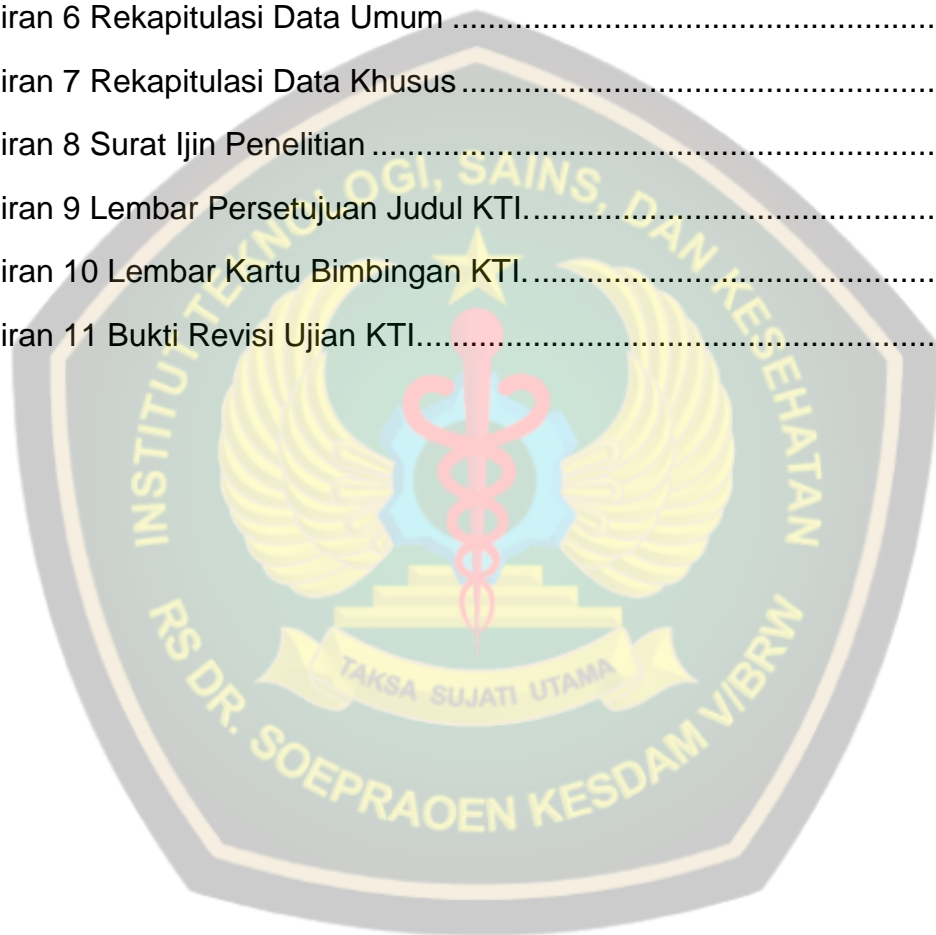 iran 6 Rekapitulasi Data Umum ........................................................
iran 7 Rekapitulasi Data Khusus .......................................................
iran 8 Surat Ijin Penelitian ..................................................................
iran 9 Lembar Persetujuan Judul KTI. ...............................................
iran 10 Lembar Kartu Bimbingan KTI. ...............................................
iran 11 Bukti Revisi Ujian KTI.............................................................
INSTITUT TEKNOLOGI, SAINS, DAN KESEHATAN
TAKSA SUJATI UTAMA
RS DR. SOEPRAOEN KESDAM V/BRW